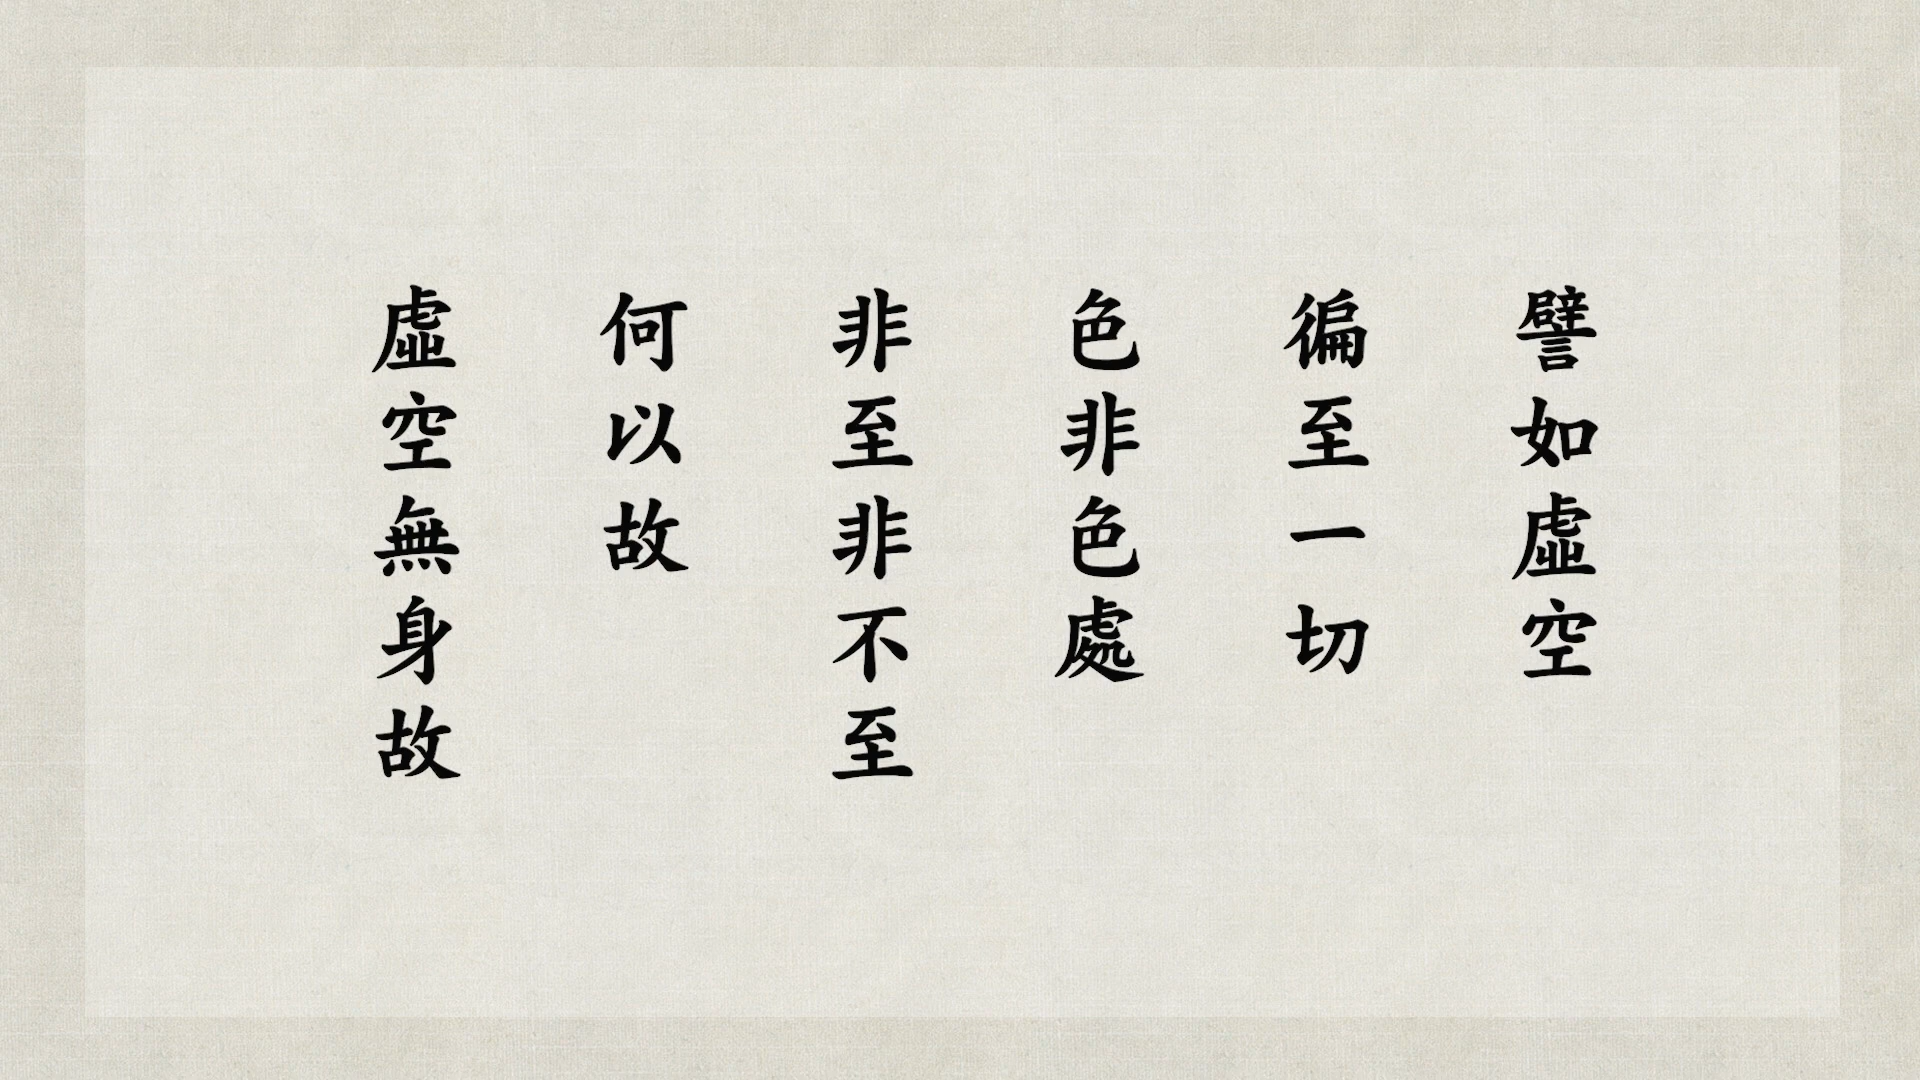 譬如虛空
徧至一切
色非色處
非至非不至
何以故
虛空無身故